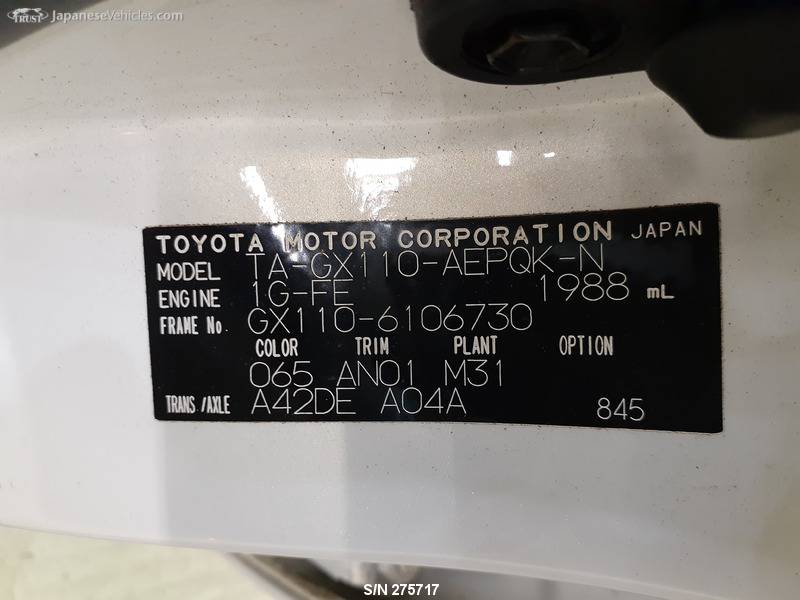 TRUST JapaneseVehicles.com
TOYOTA MOTOR CORPORATION JAPAN
MODEL TA-GX110-AEPQK-N
ENGINE 1G-FE 1988 mL
FRAME No. GX110-6106730
COLOR TRIM PLANT OPTION
065 AN01 M31
TRANS./AXLE A42DE A04A 845
S/N 275717